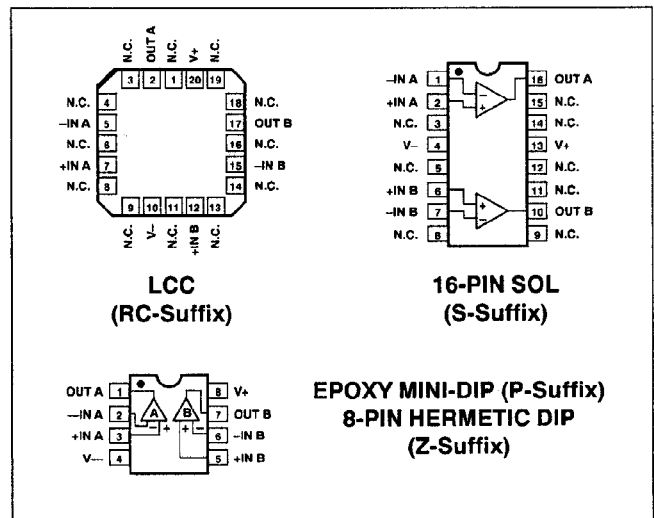 N.C. OUT A N.C. V+ N.C.
3 2 1 20 19
N.C. 4
–IN A 5
N.C. 6
+IN A 7
N.C. 8
18 N.C.
17 OUT B
16 N.C.
15 –IN B
14 N.C.
9 10 11 12 13
N.C. V– N.C. +IN B N.C.
LCC
(RC-Suffix)
–IN A 1
+IN A 2
N.C. 3
V– 4
N.C. 5
+IN B 6
–IN B 7
N.C. 8
16 OUT A
15 N.C.
14 N.C.
13 V+
12 N.C.
11 N.C.
10 OUT B
9 N.C.
– +
+ –
16-PIN SOL
(S-Suffix)
OUT A 1
–IN A 2
+IN A 3
V– 4
8 V+
7 OUT B
6 –IN B
5 +IN B
A B
– + + –
EPOXY MINI-DIP (P-Suffix)
8-PIN HERMETIC DIP
(Z-Suffix)